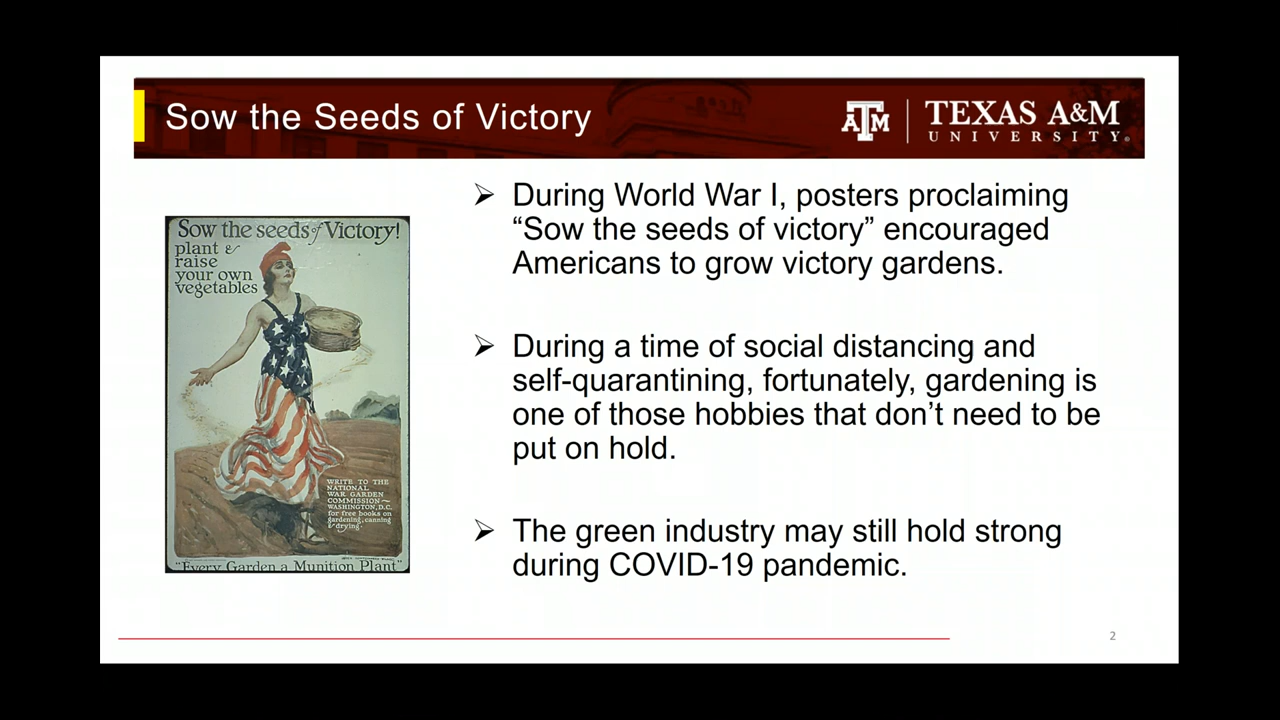 Sow the Seeds of Victory
ĀTM
TEXAS A&M
UNIVERSITY®
Sow the seeds of Victory!
plant &
raise
your own
vegetables
WRITE TO THE
NATIONAL
WAR GARDEN
COMMISSION~
WASHINGTON, D.C.
for free books on
gardening, canning
& drying.
"Every Garden a Munition Plant"
➢ During World War I, posters proclaiming
“Sow the seeds of victory” encouraged
Americans to grow victory gardens.
➢ During a time of social distancing and
self-quarantining, fortunately, gardening is
one of those hobbies that don’t need to be
put on hold.
➢ The green industry may still hold strong
during COVID-19 pandemic.
2